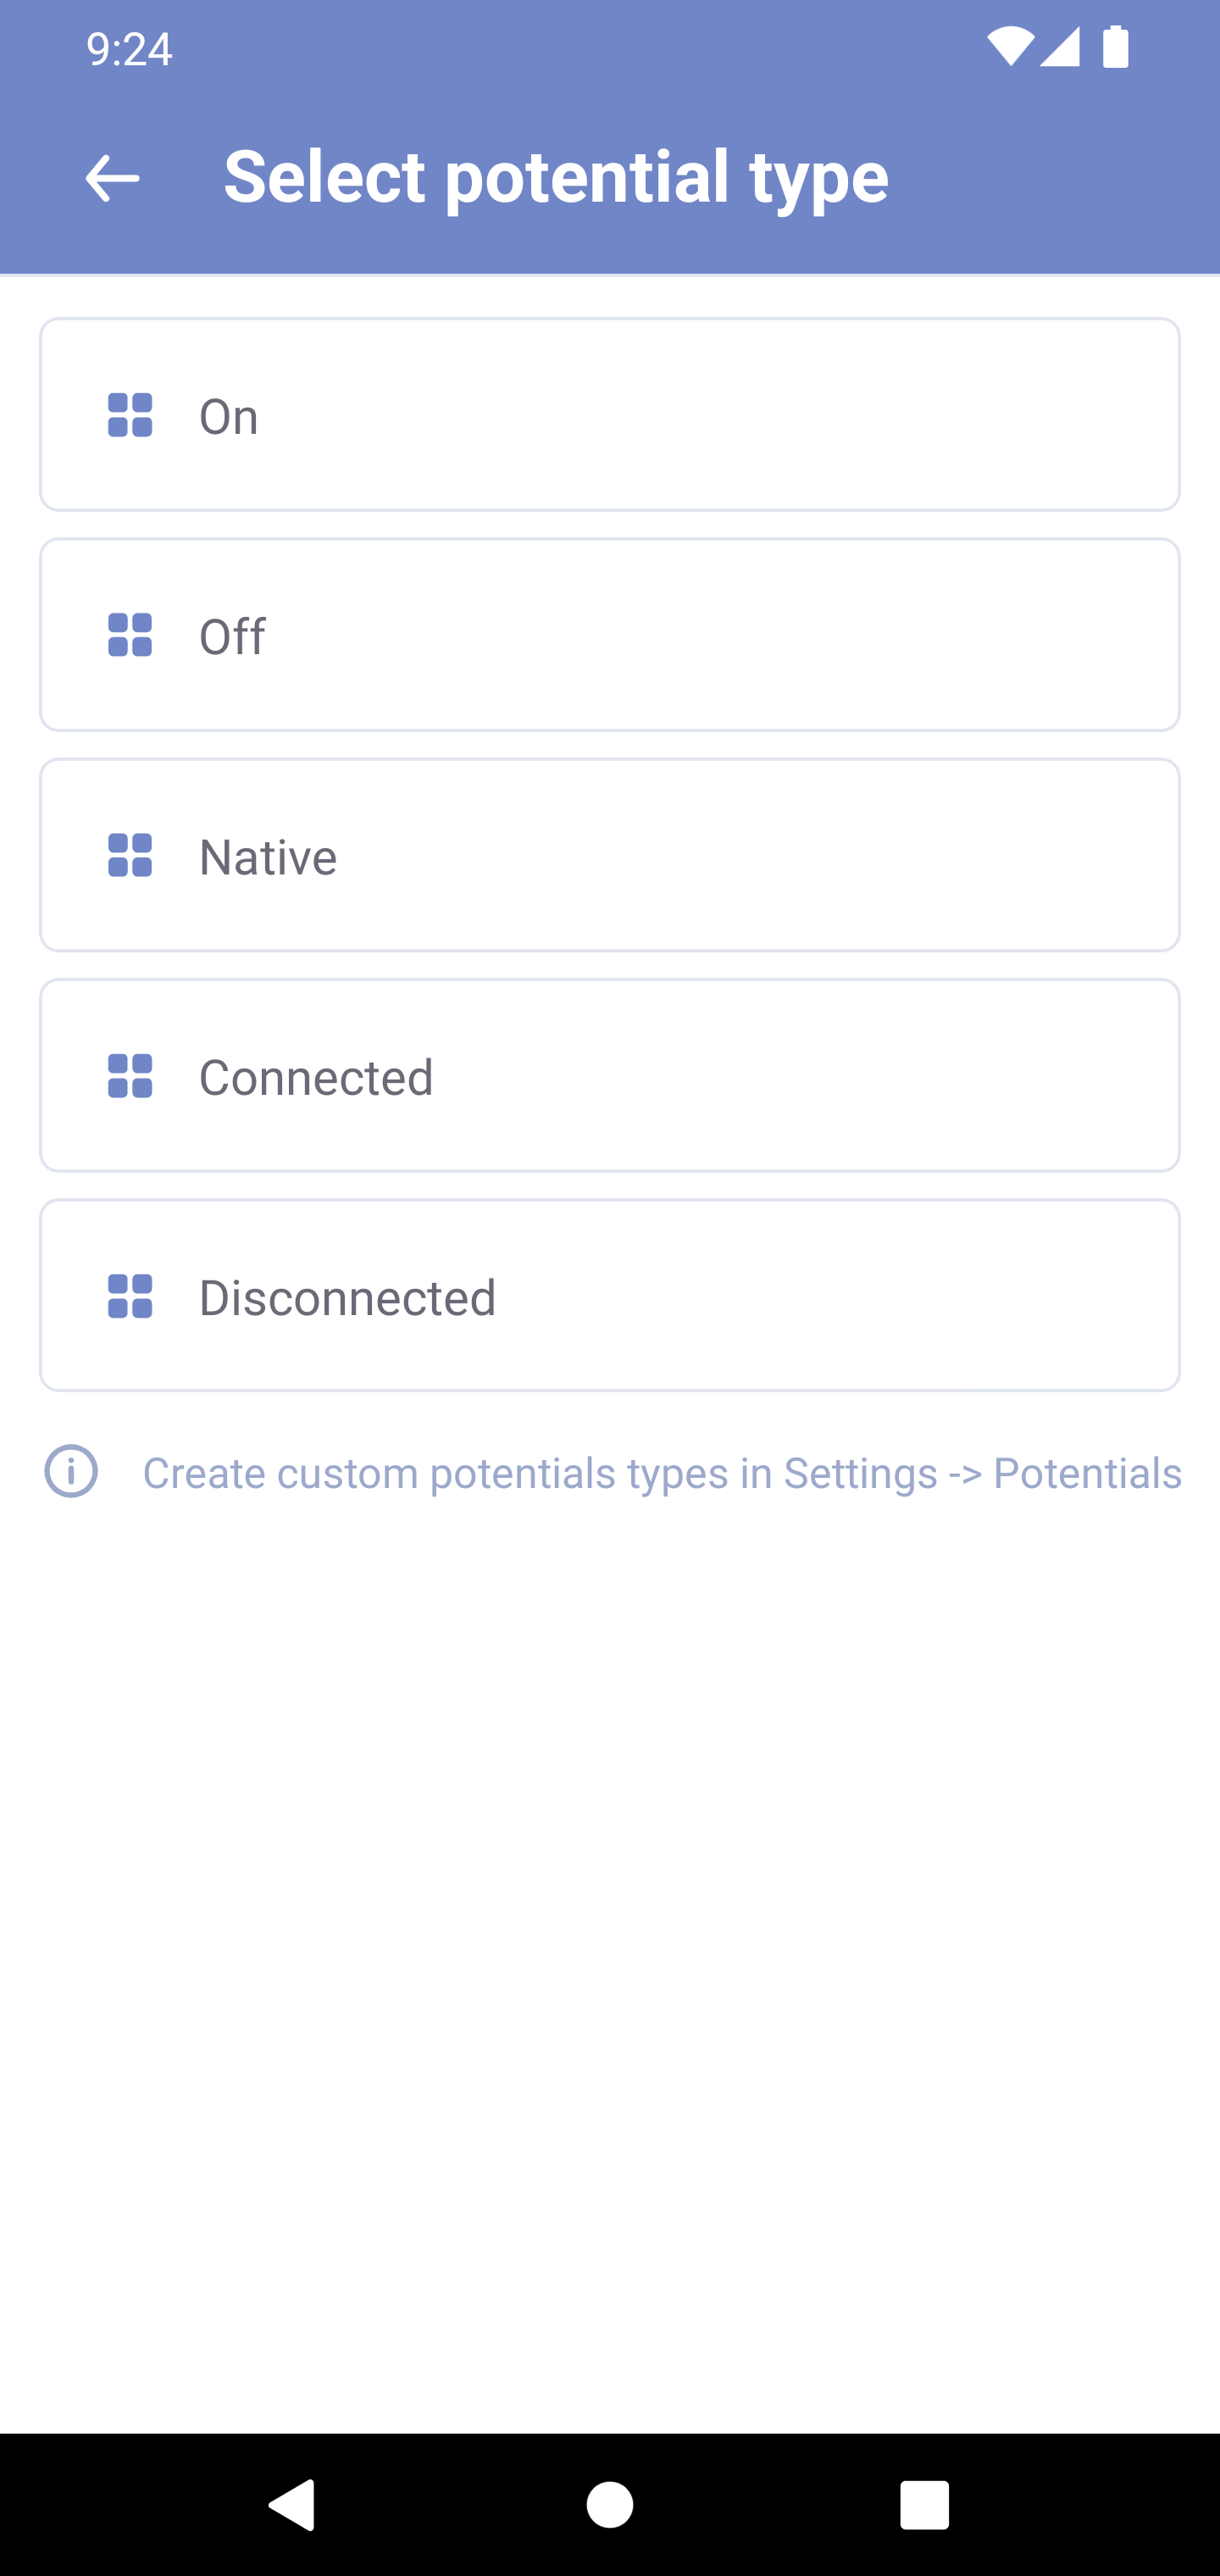 9:24
Select potential type
On
Off
Native
Connected
Disconnected
Create custom potentials types in Settings -> Potentials